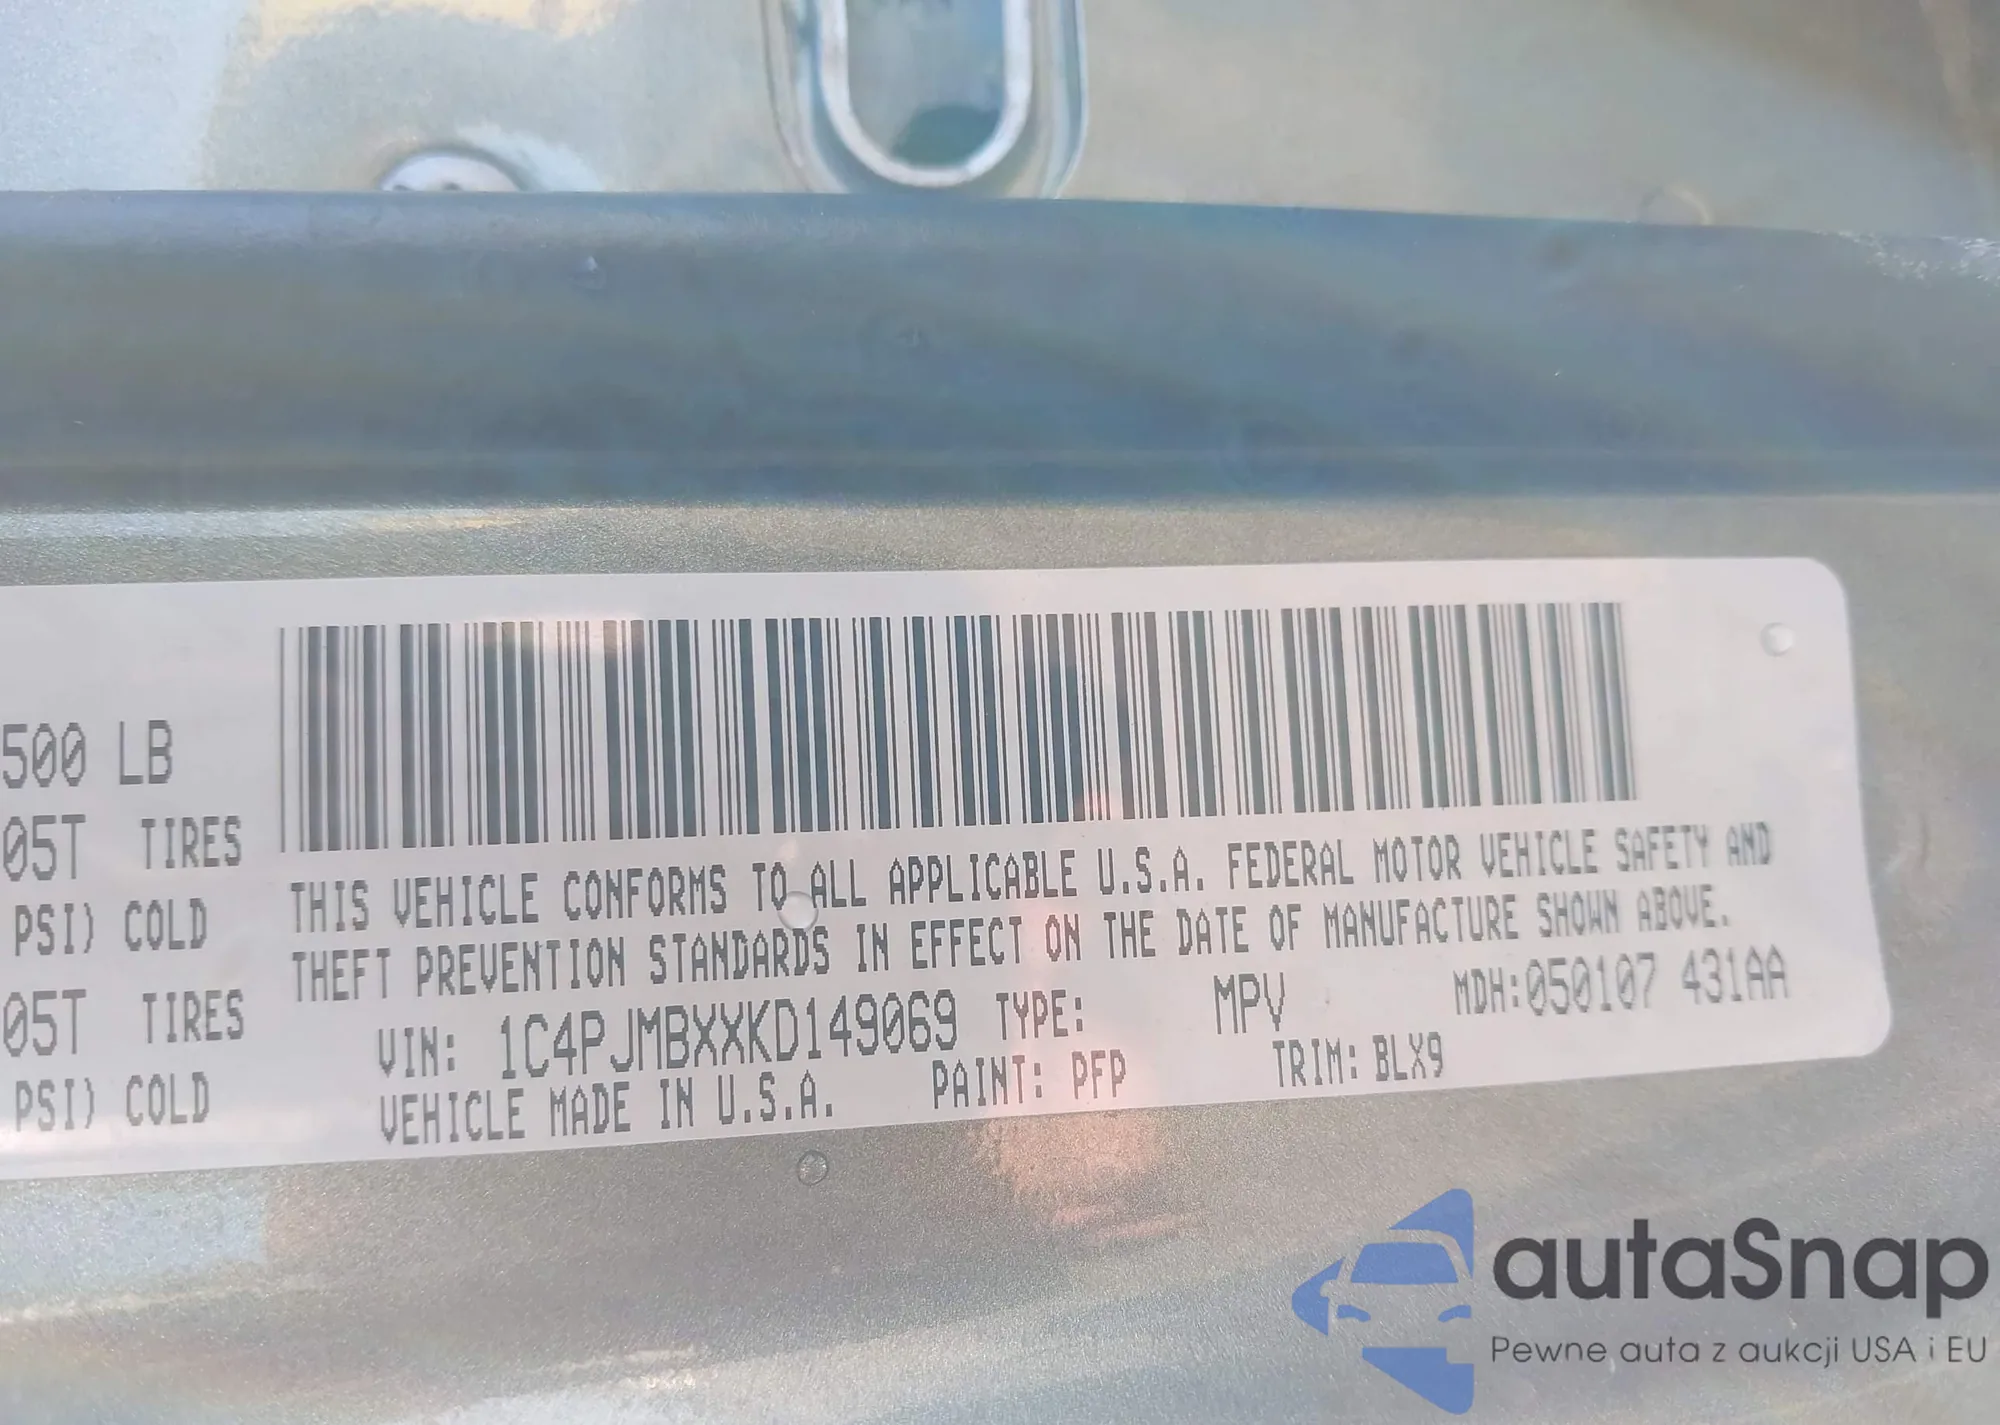 500 LB
05T TIRES
PSI) COLD
05T TIRES
PSI) COLD
THIS VEHICLE CONFORMS TO ALL APPLICABLE U.S.A. FEDERAL MOTOR VEHICLE SAFETY AND
THEFT PREVENTION STANDARDS IN EFFECT ON THE DATE OF MANUFACTURE SHOWN ABOVE.
VIN: 1C4PJMBXXKD149069 TYPE: MPV MDH:050107 431AA
VEHICLE MADE IN U.S.A. PAINT: PFP TRIM: BLX9
autaSnap
Pewne auta z aukcji USA i EU